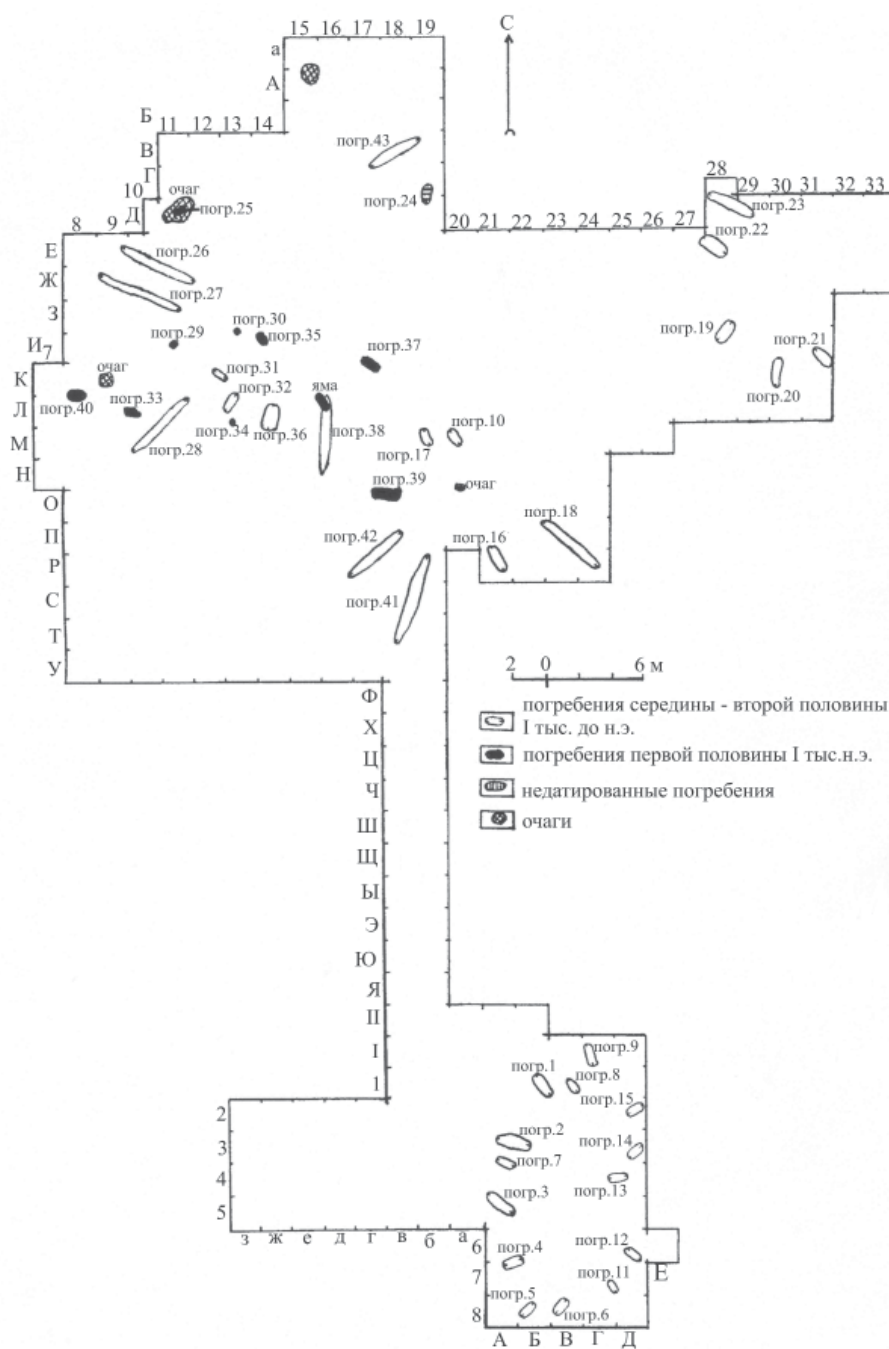 15 16 17 18 19
С
а
А
Б
11 12 13 14
В
погр.43
Г
10
очаг
погр.24
28
29 30 31 32 33
Д
погр.25
погр.23
8 9
20 21 22 23 24 25 26 27
погр.22
Е
погр.26
Ж
погр.27
З
погр.30
погр.19
погр.29
погр.35
погр.21
И 7
погр.37
К
очаг
погр.31
погр.20
погр.32
яма
Л
погр.40
погр.33
погр.34
погр.36
погр.38
погр.10
М
погр.28
погр.17
Н
погр.39
очаг
О
погр.18
П
погр.42
погр.16
Р
С
погр.41
Т
У
2 0 6 м
Ф
погребения середины - второй половины
I тыс. до н.э.
Х
погребения первой половины I тыс.н.э.
Ц
Ч
недатированные погребения
Ш
очаги
Щ
Ы
Э
Ю
Я
II
I
погр.9
1
погр.1
погр.8
2
погр.15
3
погр.2
погр.14
погр.7
4
погр.13
5
погр.3
з ж е д г в б а
6
погр.4
погр.12
7
Е
погр.11
погр.5
погр.6
8
А Б В Г Д